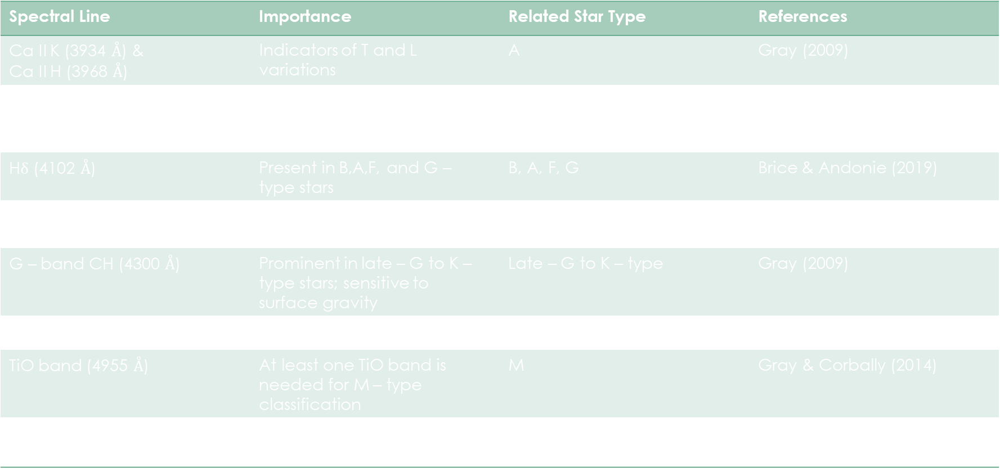 Spectral Line Importance Related Star Type References
Ca II K (3934 Å) & Indicators of T and L A Gray (2009)
Ca II H (3968 Å) variations
Hδ (4102 Å) Present in B,A,F, and G – B, A, F, G Brice & Andonie (2019)
type stars
G – band CH (4300 Å) Prominent in late – G to K – Late – G to K – type Gray (2009)
type stars; sensitive to
surface gravity
TiO band (4955 Å) At least one TiO band is M Gray & Corbally (2014)
needed for M – type
classification